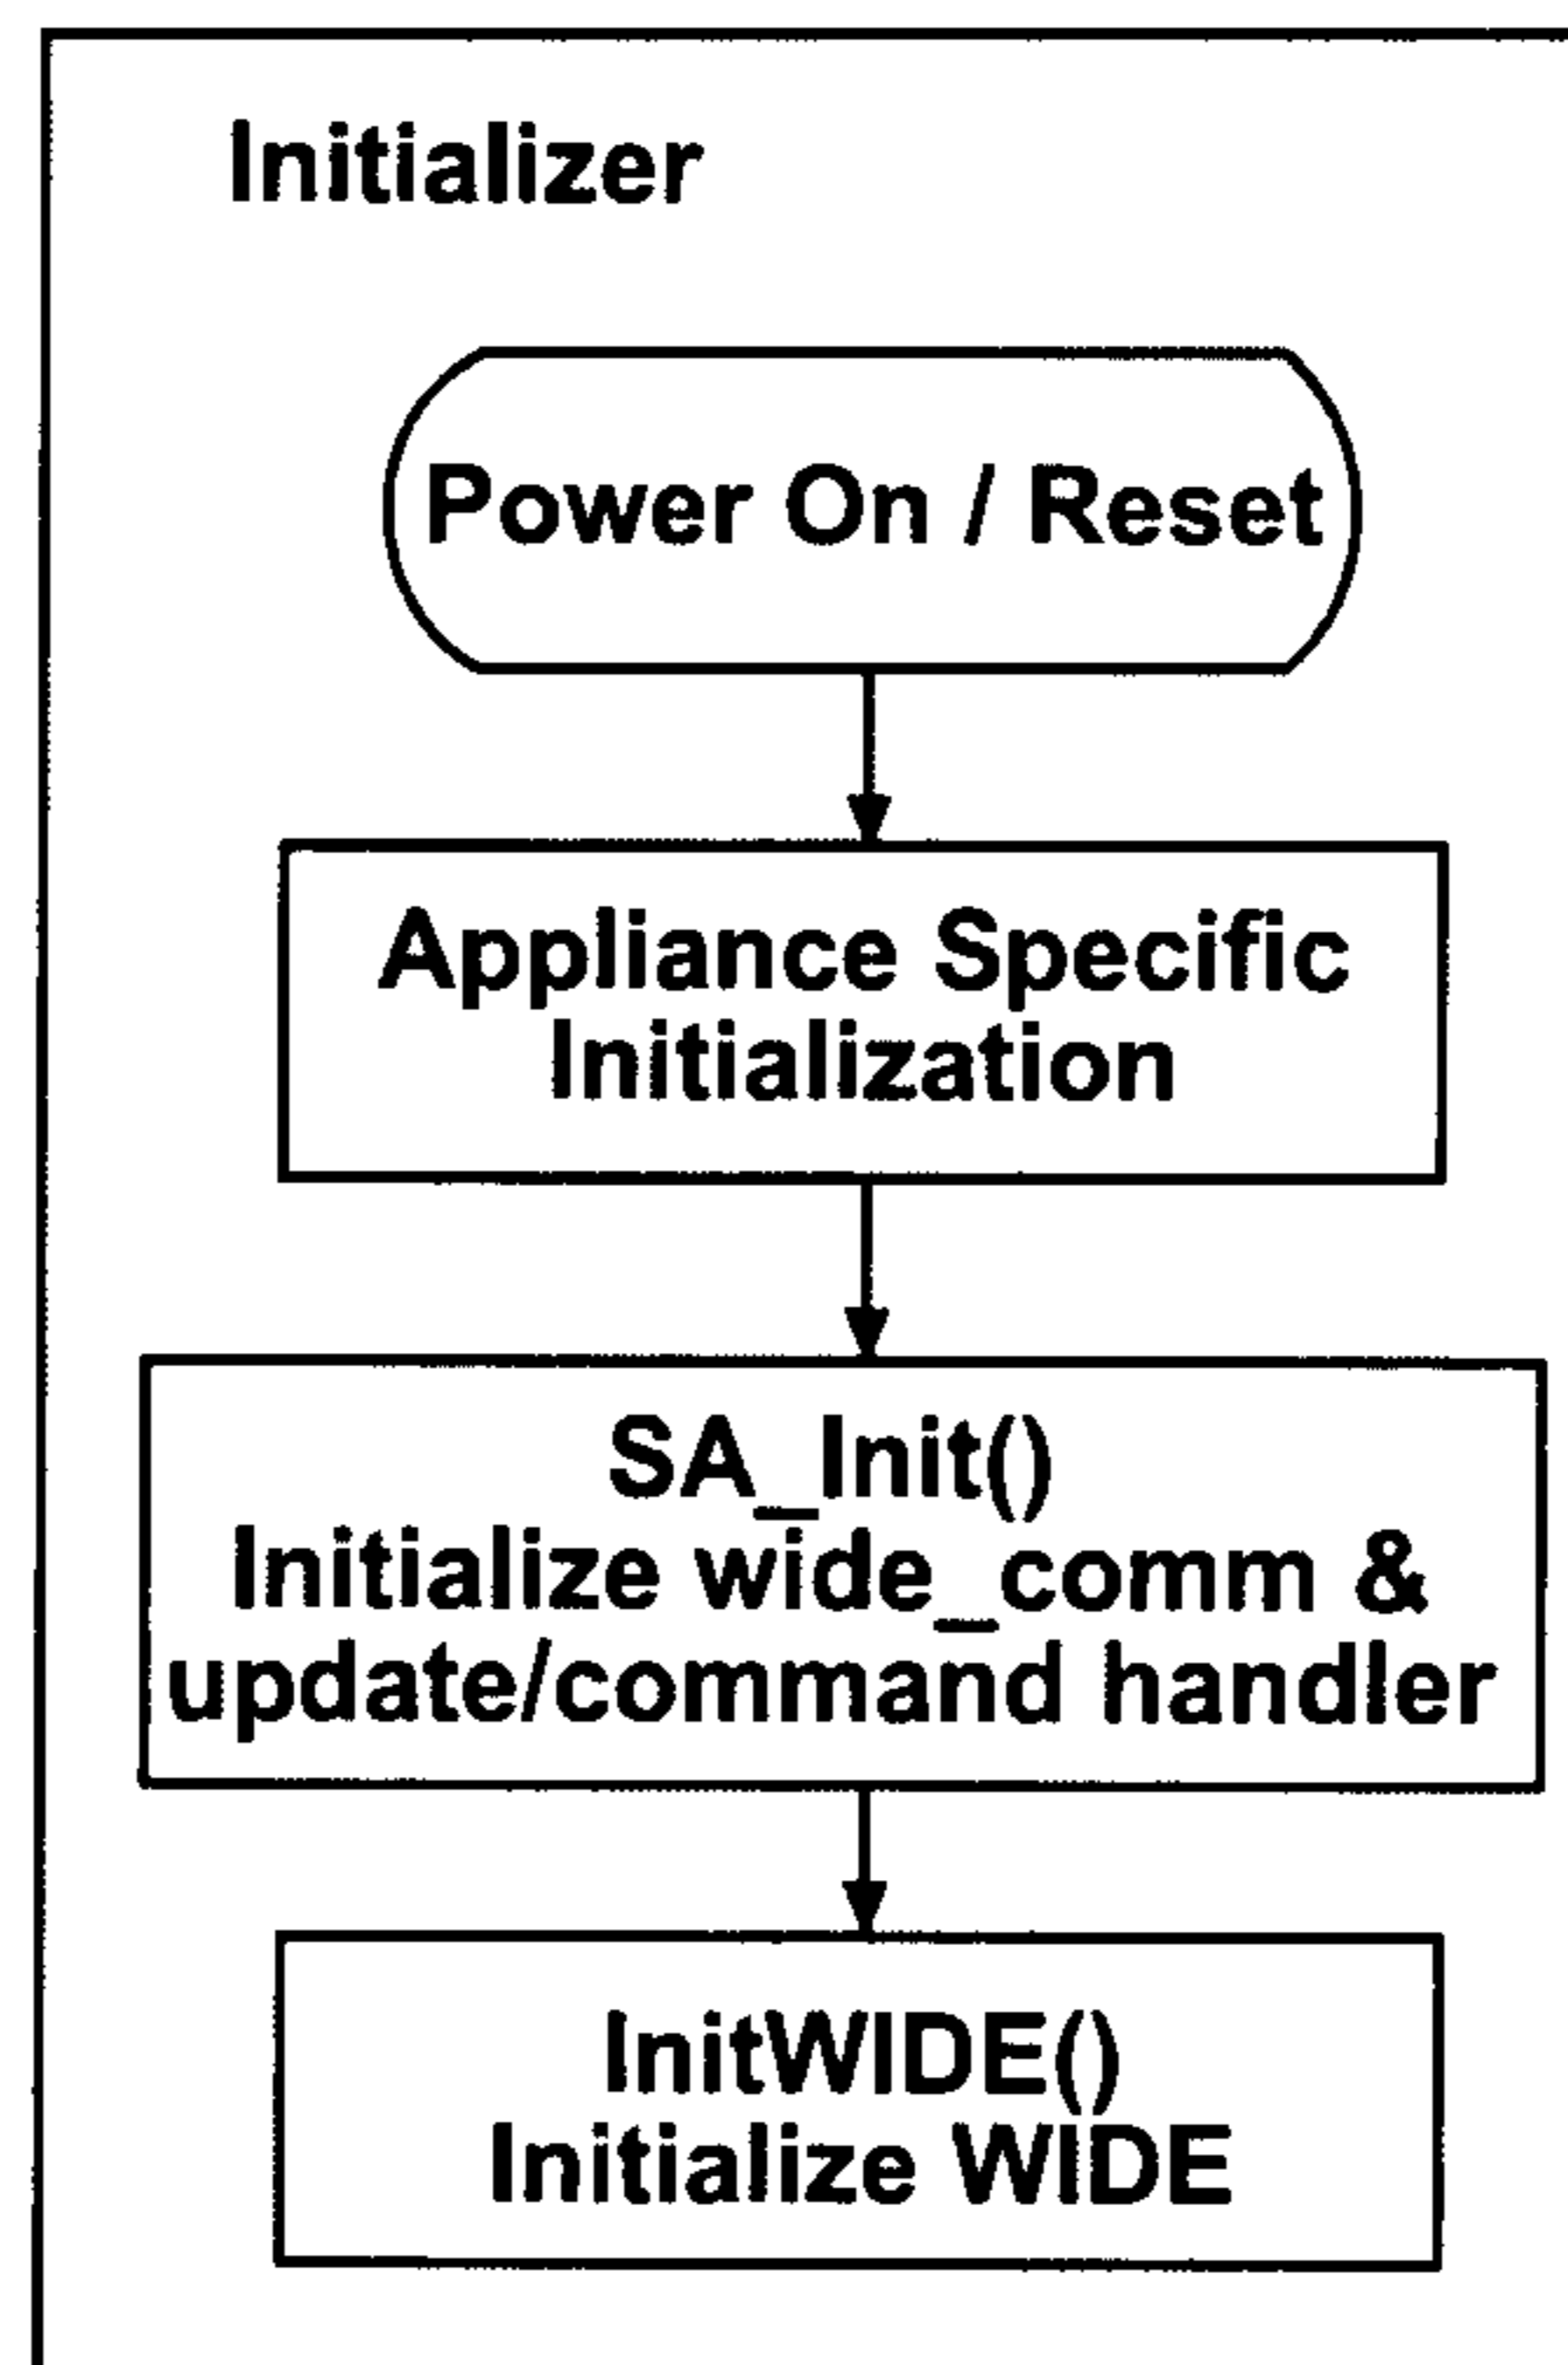 Initializer
Power On / Reset
Appliance Specific
Initialization
SA_Init()
Initialize wide_comm &
update/command handler
InitWIDE()
Initialize WIDE